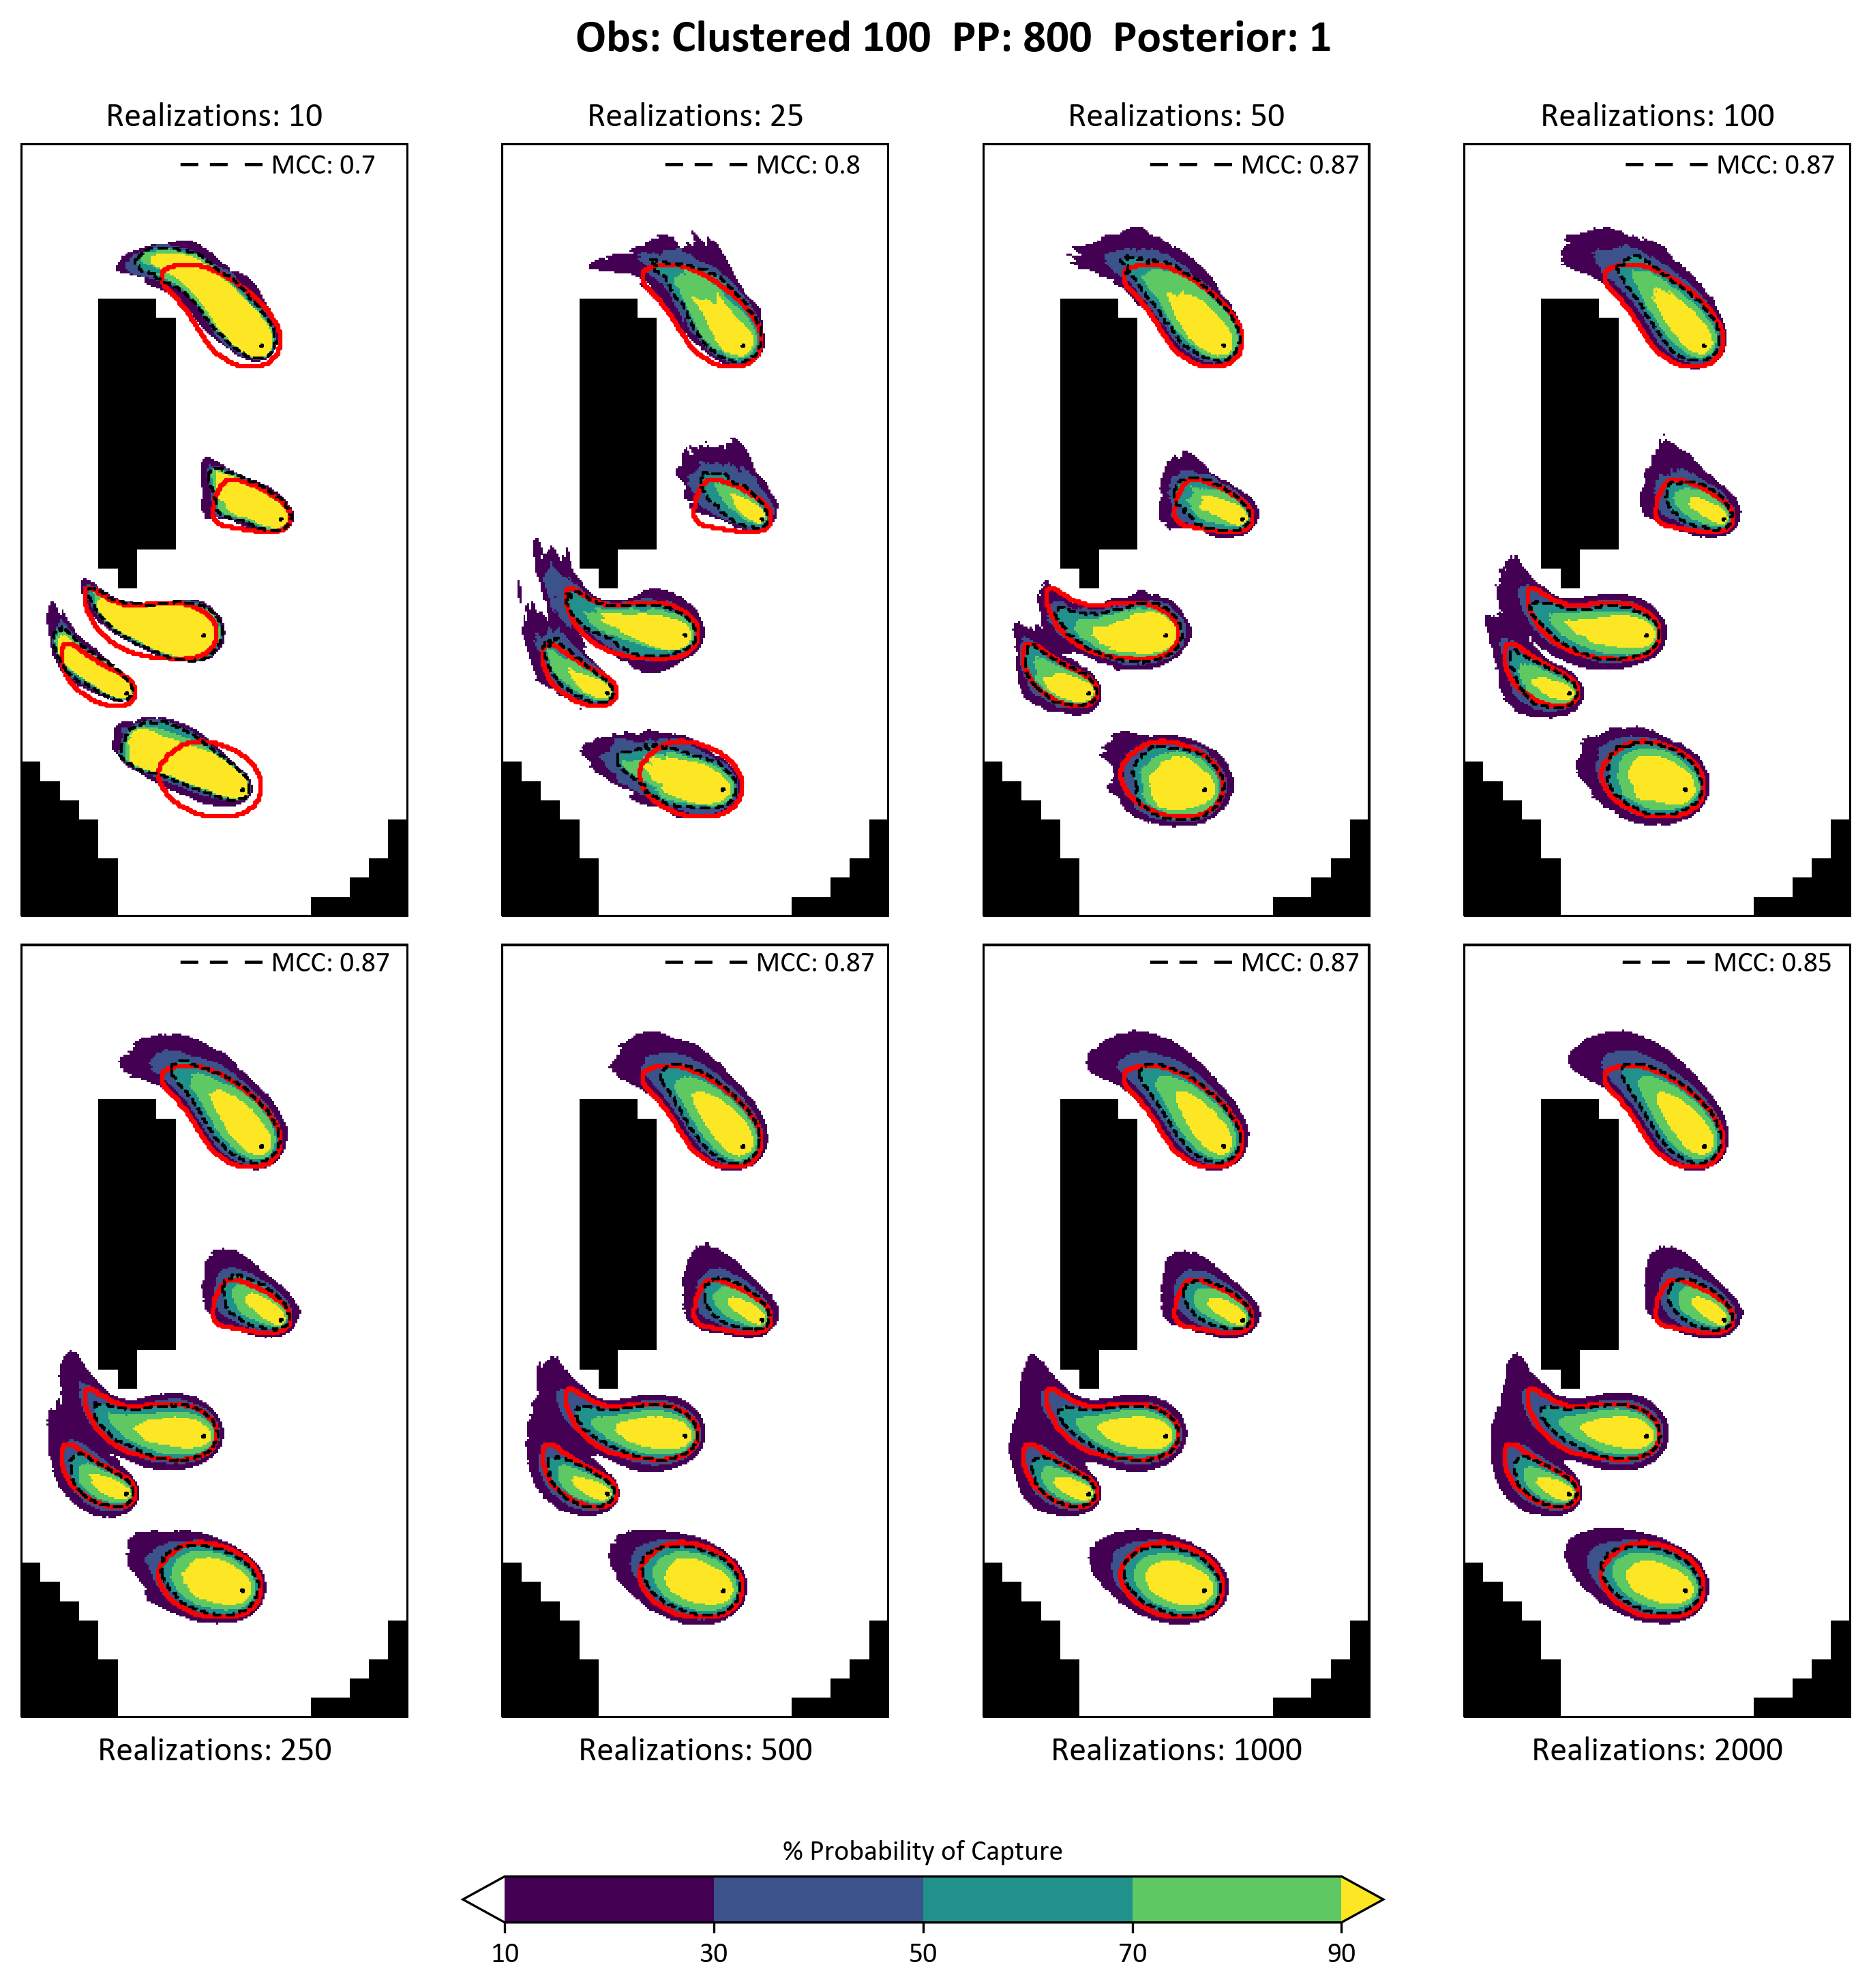 Obs: Clustered 100 PP: 800 Posterior: 1
Realizations: 10
Realizations: 25
Realizations: 50
Realizations: 100
MCC: 0.7
MCC: 0.8
MCC: 0.87
MCC: 0.87
MCC: 0.87
MCC: 0.87
MCC: 0.87
MCC: 0.85
Realizations: 250
Realizations: 500
Realizations: 1000
Realizations: 2000
% Probability of Capture
10 30 50 70 90